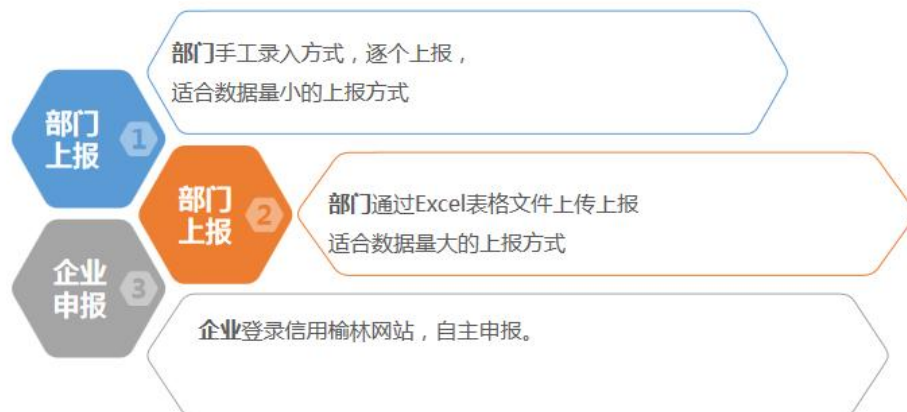 部门手工录入方式，逐个上报，
适合数据量小的上报方式
部门
上报
1
部门
上报
2
部门通过Excel表格文件上传上报
适合数据量大的上报方式
企业
申报
3
企业登录信用榆林网站，自主申报。